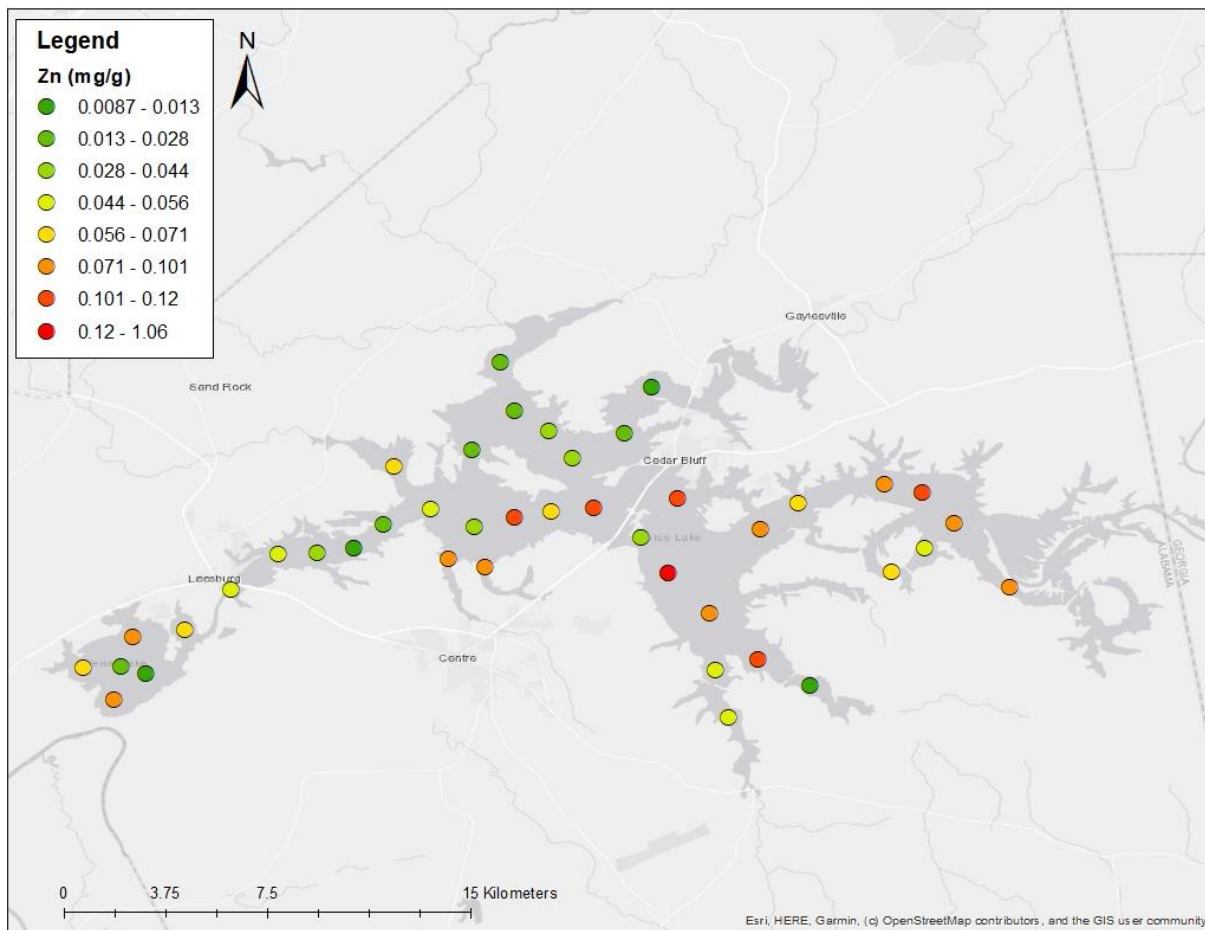 Legend
Zn (mg/g)
0.0087 - 0.013
0.013 - 0.028
0.028 - 0.044
0.044 - 0.056
0.056 - 0.071
0.071 - 0.101
0.101 - 0.12
0.12 - 1.06
N
Gaylesville
Sand Rock
Cedar Bluff
iss Lake
Leesburg
GEORGIA
ALABAMA
Centre
0 3.75 7.5 15 Kilometers
Esri, HERE, Garmin, (c) OpenStreetMap contributors, and the GIS user community